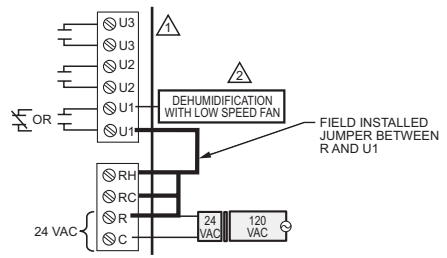 U3
1
U3
U2
2
U2
OR
U1
DEHUMIDIFICATION
WITH LOW SPEED FAN
U1
FIELD INSTALLED
JUMPER BETWEEN
R AND U1
RH
RC
R
24 VAC
C
24
VAC
120
VAC